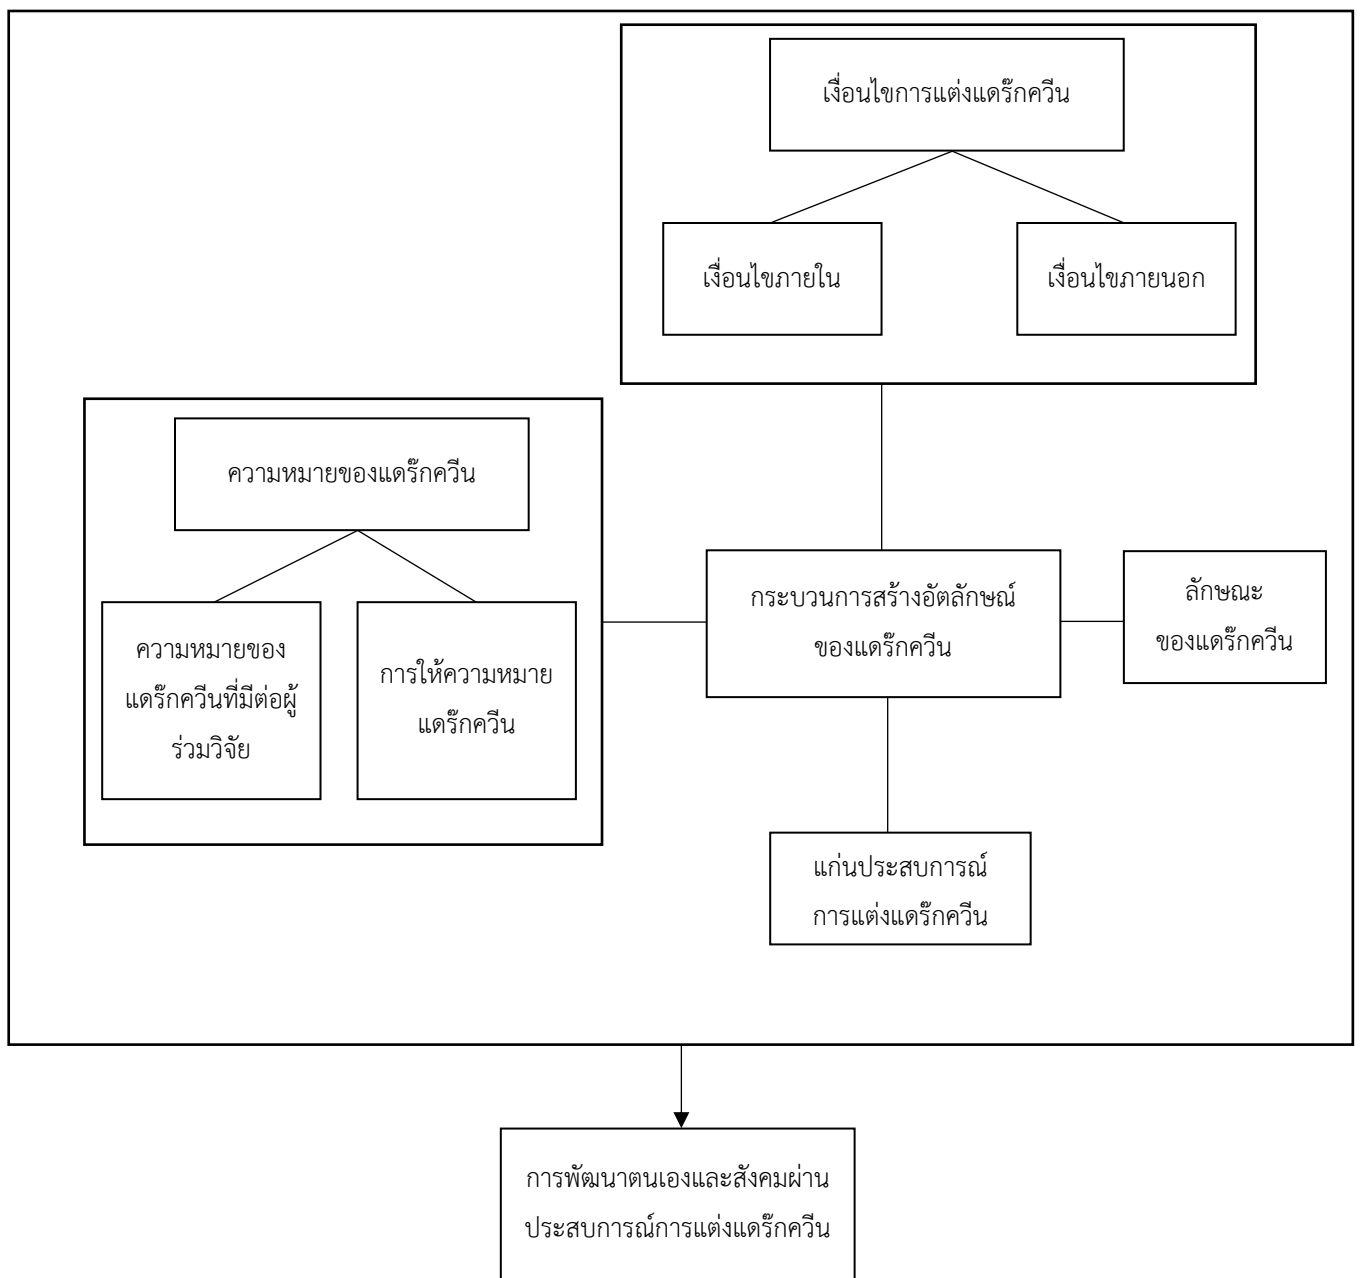 เงื่อนไขการแต่งแดร๊กควีน
เงื่อนไขภายใน
เงื่อนไขภายนอก
ความหมายของแดร๊กควีน
ความหมายของ
แดร๊กควีนที่มีต่อผู้
ร่วมวิจัย
การให้ความหมาย
แดร๊กควีน
กระบวนการสร้างอัตลักษณ์
ของแดร๊กควีน
ลักษณะ
ของแดร๊กควีน
แก่นประสบการณ์
การแต่งแดร๊กควีน
การพัฒนาตนเองและสังคมผ่าน
ประสบการณ์การแต่งแดร๊กควีน